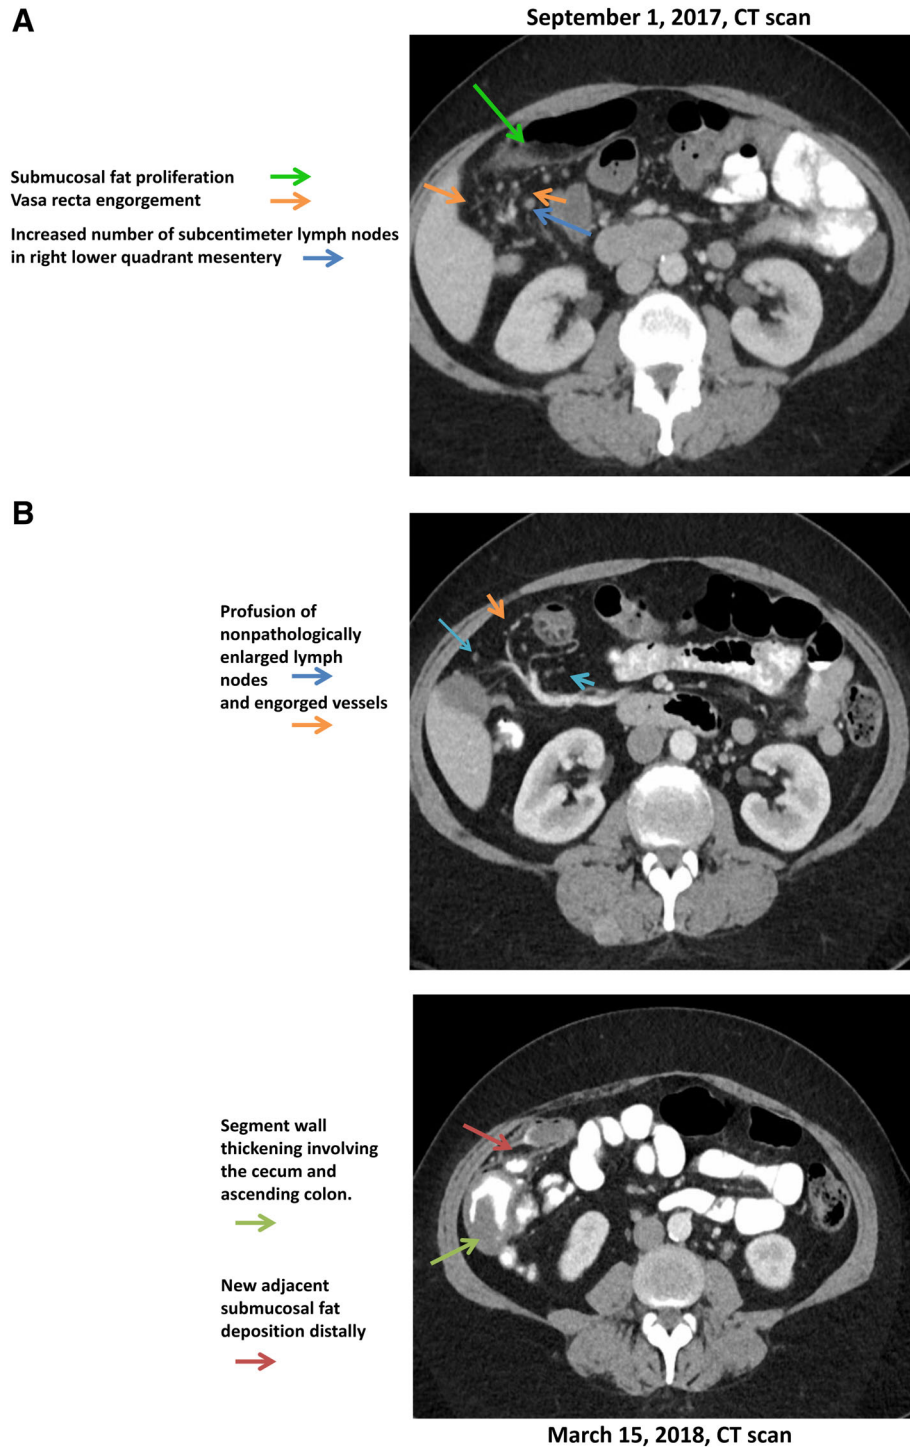 A
September 1, 2017, CT scan
Submucosal fat proliferation
Vasa recta engorgement
Increased number of subcentimeter lymph nodes
in right lower quadrant mesentery
B
Profusion of
nonpathologically
enlarged lymph
nodes
and engorged vessels
Segment wall
thickening involving
the cecum and
ascending colon.
New adjacent
submucosal fat
deposition distally
March 15, 2018, CT scan